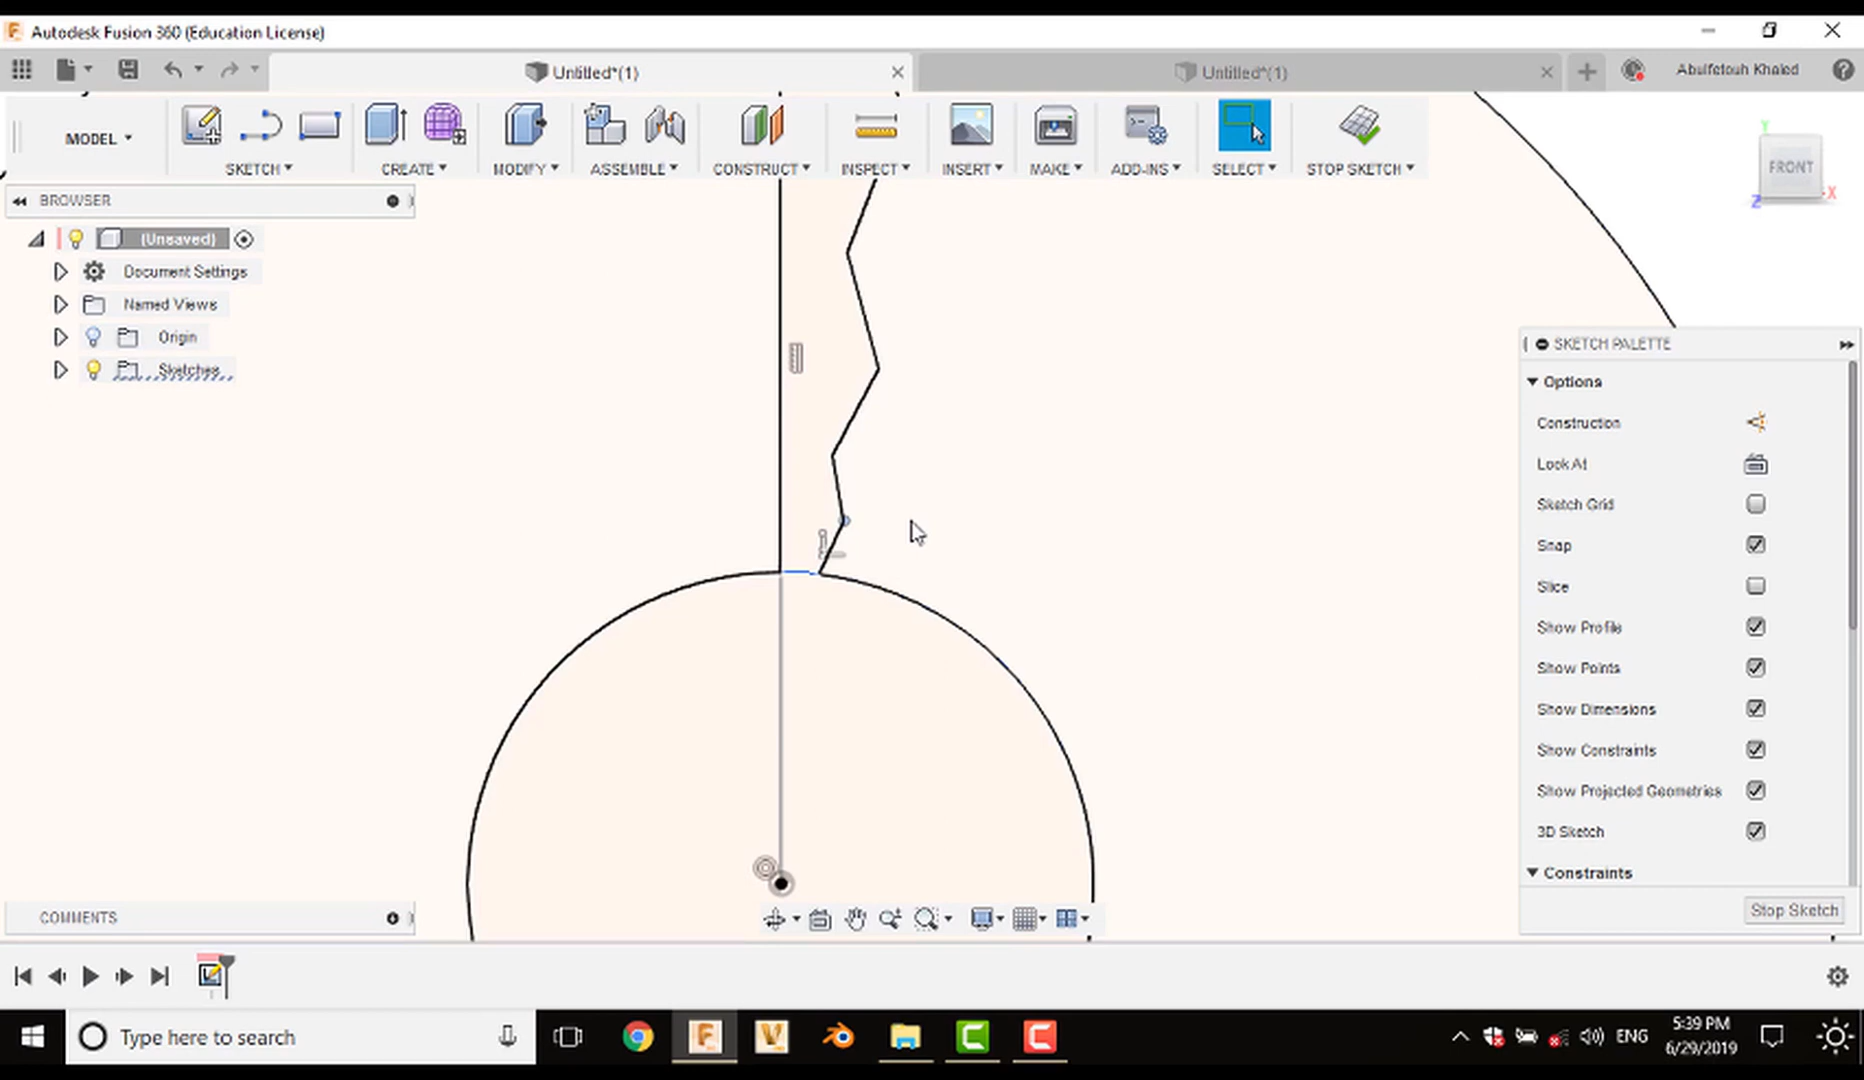 Autodesk Fusion 360 (Education License)
Untitled*(1)
Untitled*(1)
Abulfetouh Khaled
MODEL
SKETCH
CREATE
MODIFY
ASSEMBLE
CONSTRUCT
INSPECT
INSERT
MAKE
ADD-INS
SELECT
STOP SKETCH
FRONT
Y
X
Z
BROWSER
(Unsaved)
Document Settings
Named Views
Origin
Sketches
SKETCH PALETTE
Options
Construction
Look At
Sketch Grid
Snap
Slice
Show Profile
Show Points
Show Dimensions
Show Constraints
Show Projected Geometries
3D Sketch
Constraints
Stop Sketch
COMMENTS
Type here to search
ENG
5:39 PM
6/29/2019